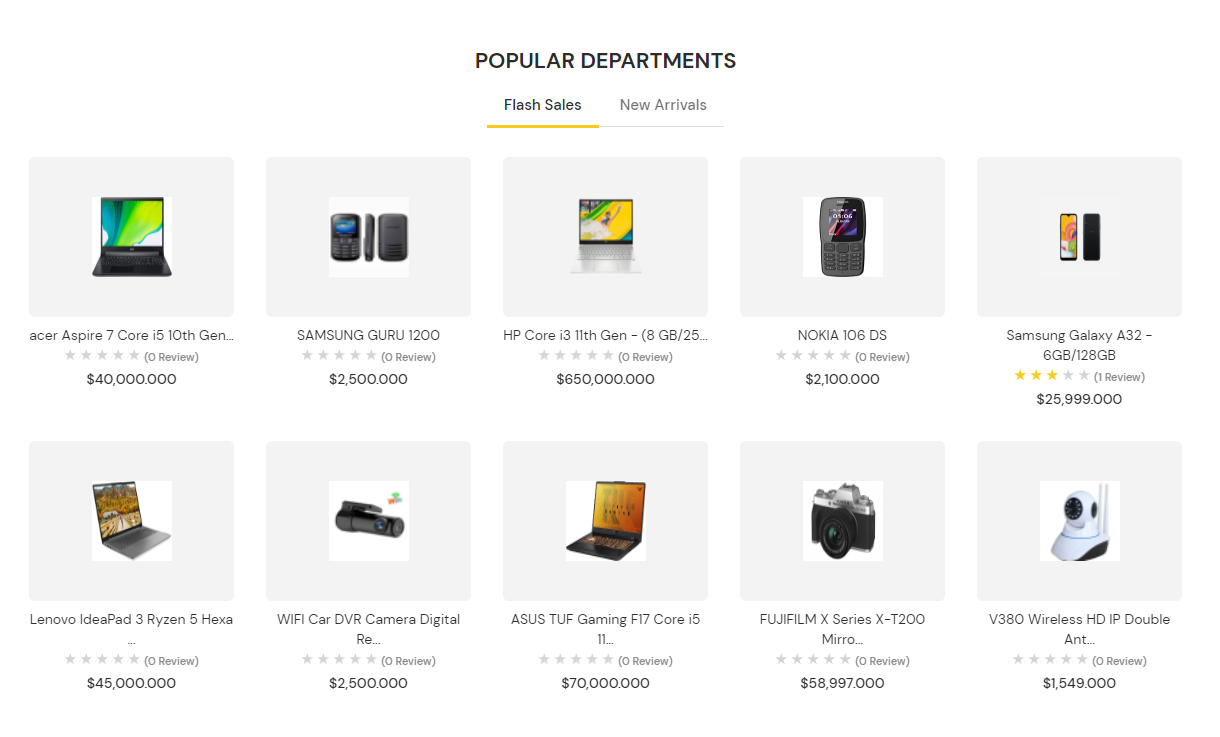 POPULAR DEPARTMENTS
Flash Sales
New Arrivals
acer Aspire 7 Core i5 10th Gen...
(0 Review)
$40,000.000
SAMSUNG GURU 1200
(0 Review)
$2,500.000
HP Core i3 11th Gen - (8 GB/25...
(0 Review)
$650,000.000
NOKIA 106 DS
(0 Review)
$2,100.000
Samsung Galaxy A32 -
6GB/128GB
(1 Review)
$25,999.000
Lenovo IdeaPad 3 Ryzen 5 Hexa
...
(0 Review)
$45,000.000
WIFI Car DVR Camera Digital
Re...
(0 Review)
$2,500.000
ASUS TUF Gaming F17 Core i5
11...
(0 Review)
$70,000.000
FUJIFILM X Series X-T200
Mirro...
(0 Review)
$58,997.000
V380 Wireless HD IP Double
Ant...
(0 Review)
$1,549.000